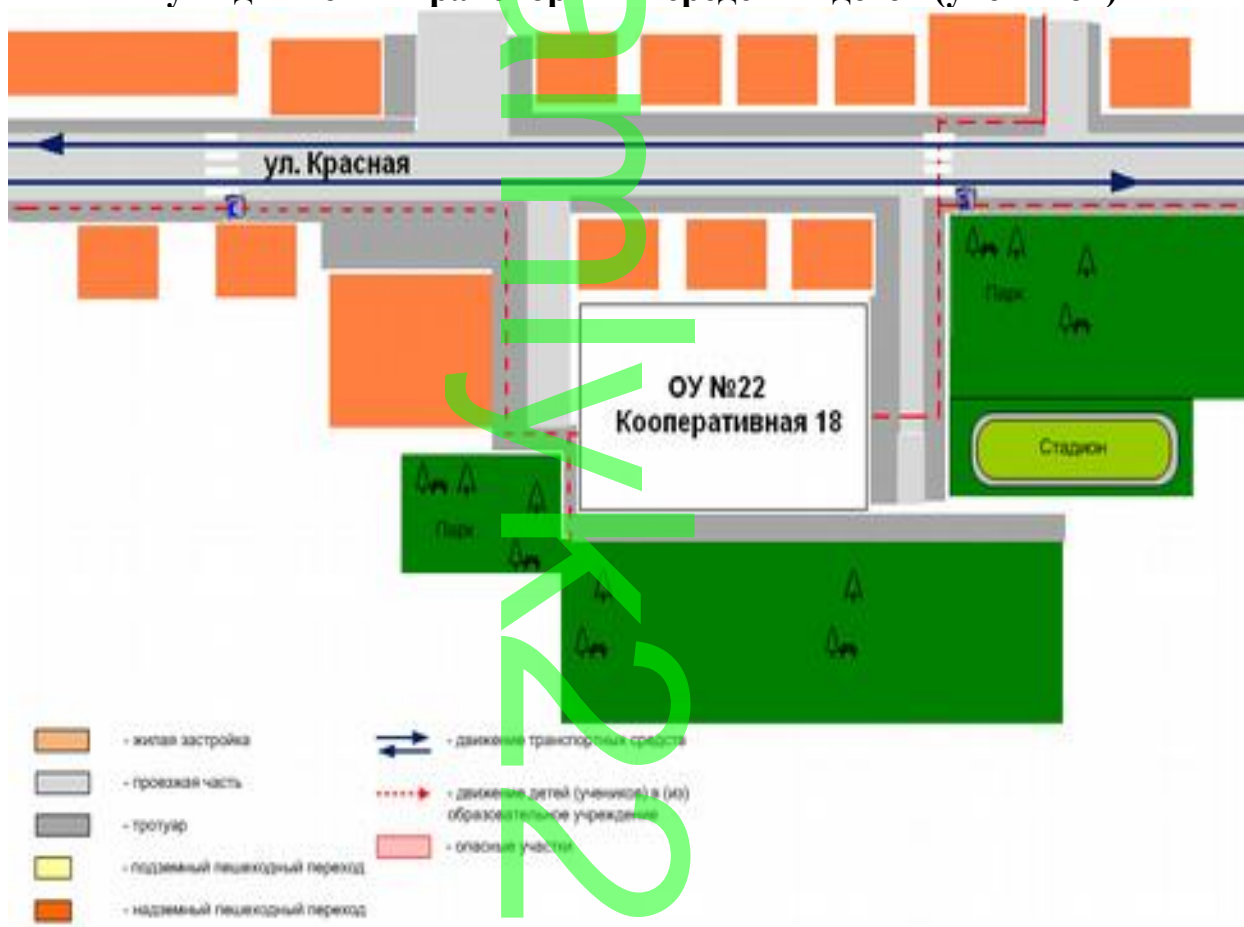 (у
ул. Красная
Парк
ОУ №22
Кооперативная 18
Стадион
Парк
- жилая застройка
- проезжая часть
- тротуар
- подземный пешеходный переход
- надземный пешеходный переход
- движение транспортных средств
- движение детей (учеников) в (из)
образовательное учреждение
- опасные участки
amlyk22